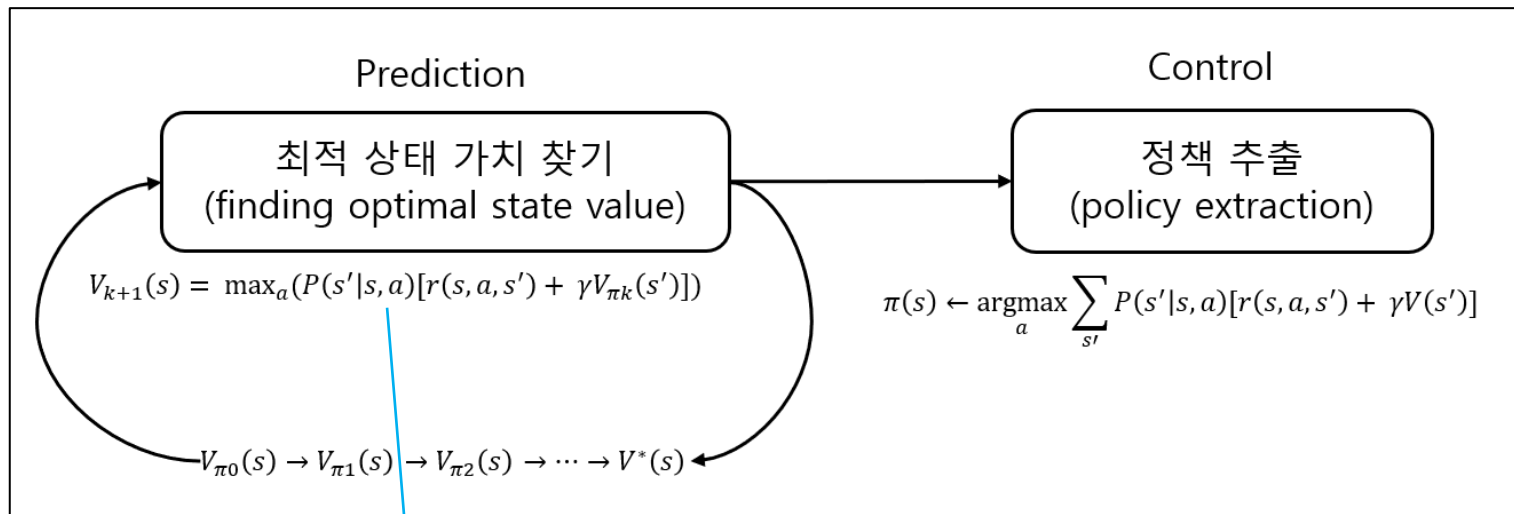 Prediction
최적 상태 가치 찾기
(finding optimal state value)
V_{k+1}(s) = max_a(P(s′|s,a)[r(s,a,s′) + γV_{πk}(s′)])
V_{π0}(s) → V_{π1}(s) → V_{π2}(s) → ⋯ → V*(s)
Control
정책 추출
(policy extraction)
π(s) ← argmax_a ∑_{s′} P(s′|s,a)[r(s,a,s′) + γV(s′)]